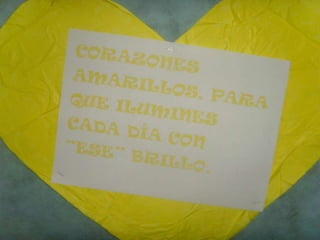 CORAZONES
AMARILLOS. PARA
QUE ILUMINES
CADA DÍA CON
"ESE" BRILLO.